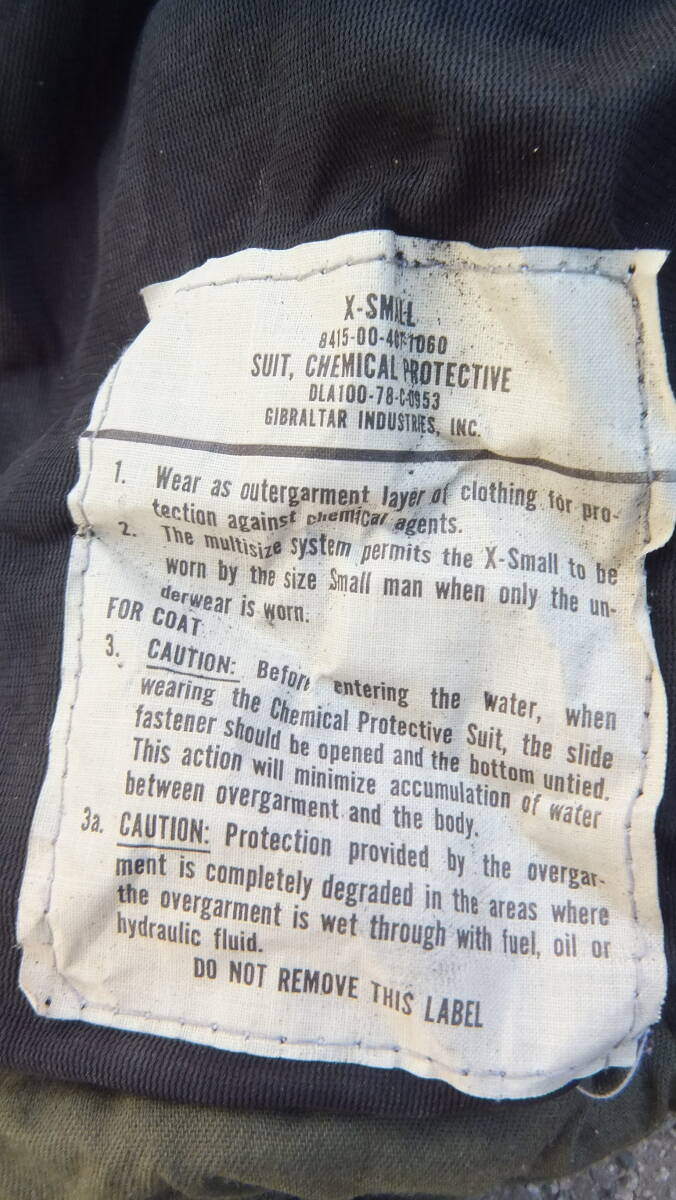 X-SMALL
8415-00-407-1060
SUIT, CHEMICAL PROTECTIVE
DLA100-78-C-0953
GIBRALTAR INDUSTRIES, INC.
1. Wear as outergarment layer of clothing for pro-
tection against chemical agents.
2. The multisize system permits the X-Small to be
worn by the size Small man when only the un-
derwear is worn.
FOR COAT
3. CAUTION: Before entering the water, when
wearing the Chemical Protective Suit, the slide
fastener should be opened and the bottom untied.
This action will minimize accumulation of water
between overgarment and the body.
3a. CAUTION: Protection provided by the overgar-
ment is completely degraded in the areas where
the overgarment is wet through with fuel, oil or
hydraulic fluid.
DO NOT REMOVE THIS LABEL